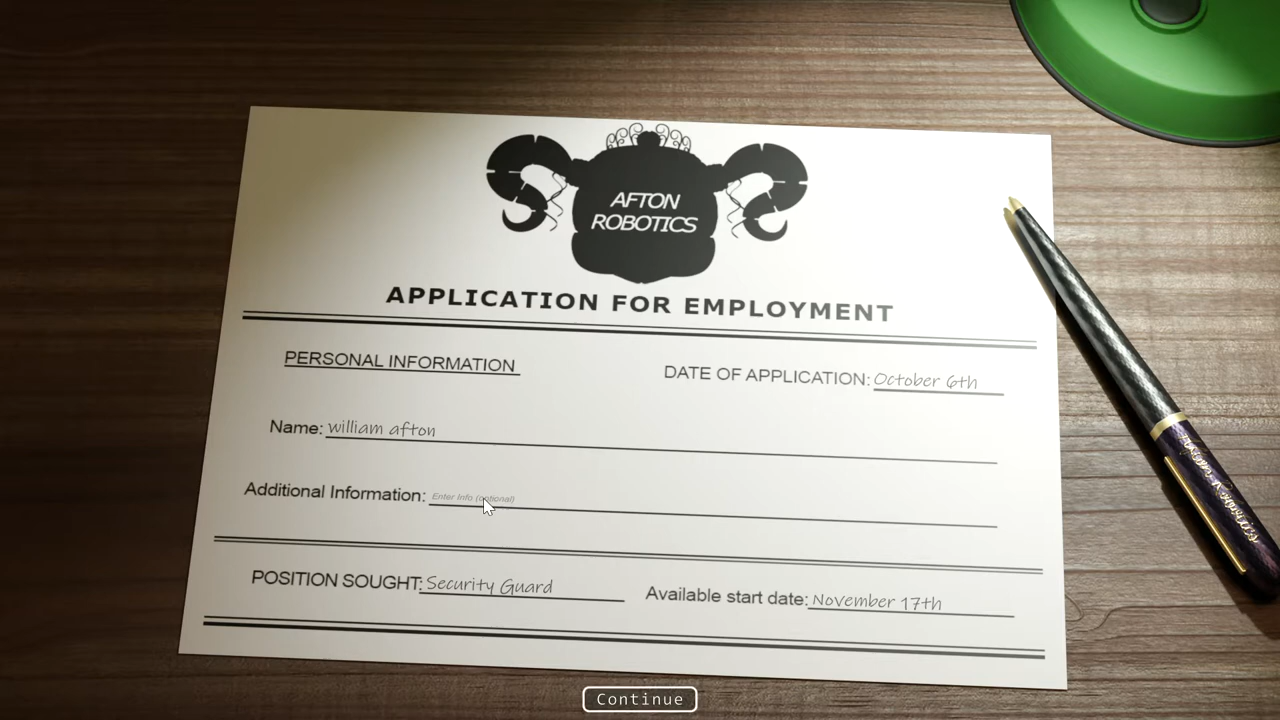 AFTON
ROBOTICS
APPLICATION FOR EMPLOYMENT
PERSONAL INFORMATION
DATE OF APPLICATION: October 6th
Name: william afton
Additional Information: Enter Info (optional)
POSITION SOUGHT: Security Guard
Available start date: November 17th
Continue